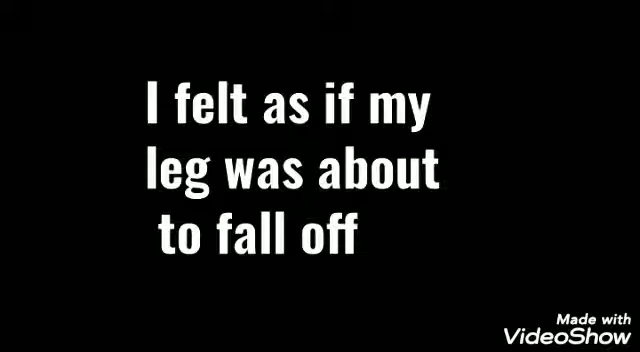 I felt as if my
leg was about
to fall off
Made with
VideoShow